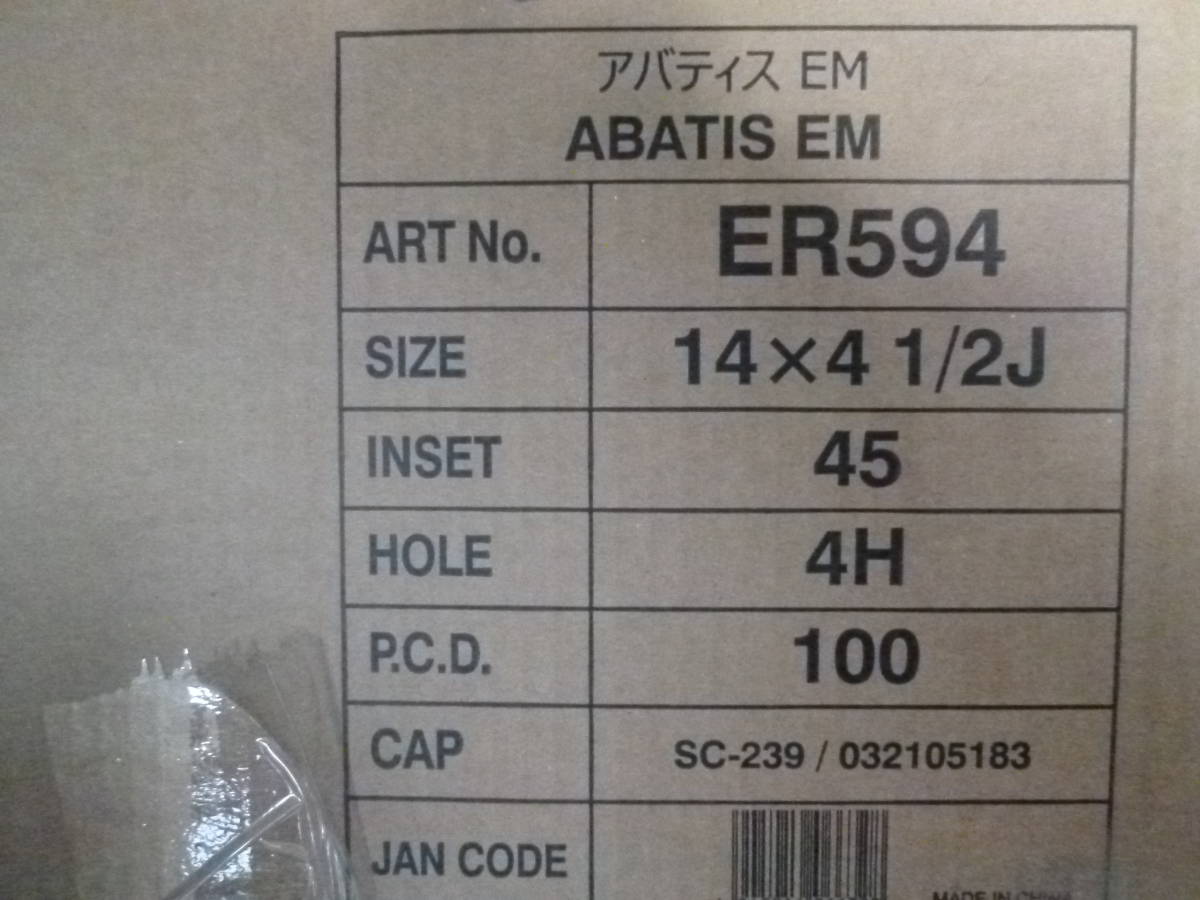 アバティス EM
ABATIS EM
ART No. ER594
SIZE 14×4 1/2J
INSET 45
HOLE 4H
P.C.D. 100
CAP SC-239 / 032105183
JAN CODE
MADE IN CHINA